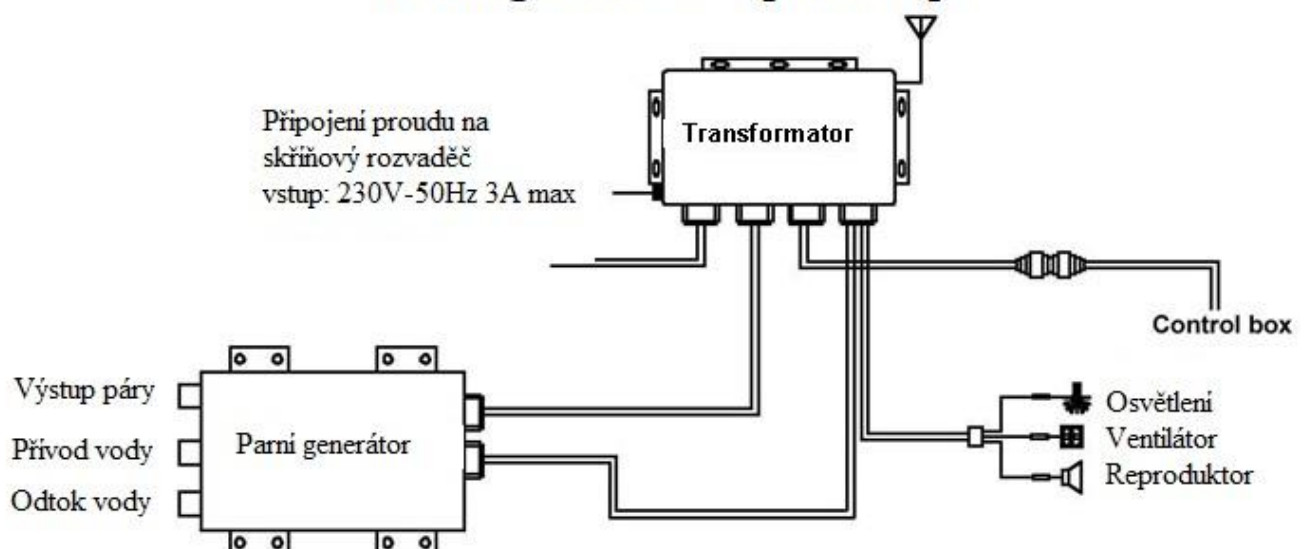 Připojení proudu na
skříňový rozvaděč
vstup: 230V-50Hz 3A max
Transformator
Control box
Výstup páry
Přívod vody
Odtok vody
Parní generátor
Osvětlení
Ventilátor
Reproduktor